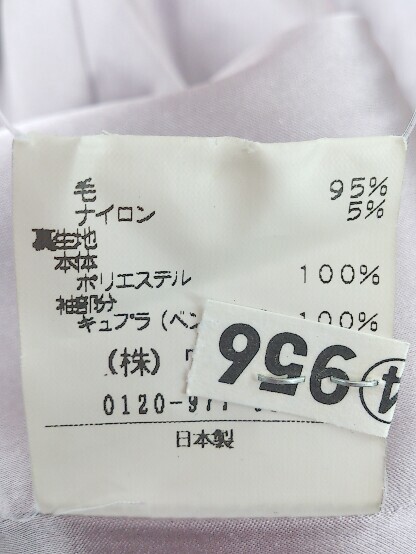 毛 95%
ナイロン 5%
裏生地
本体
ポリエステル 100%
袖部分
キュプラ(ベン 100%
(株)
0120-977
日本製
956